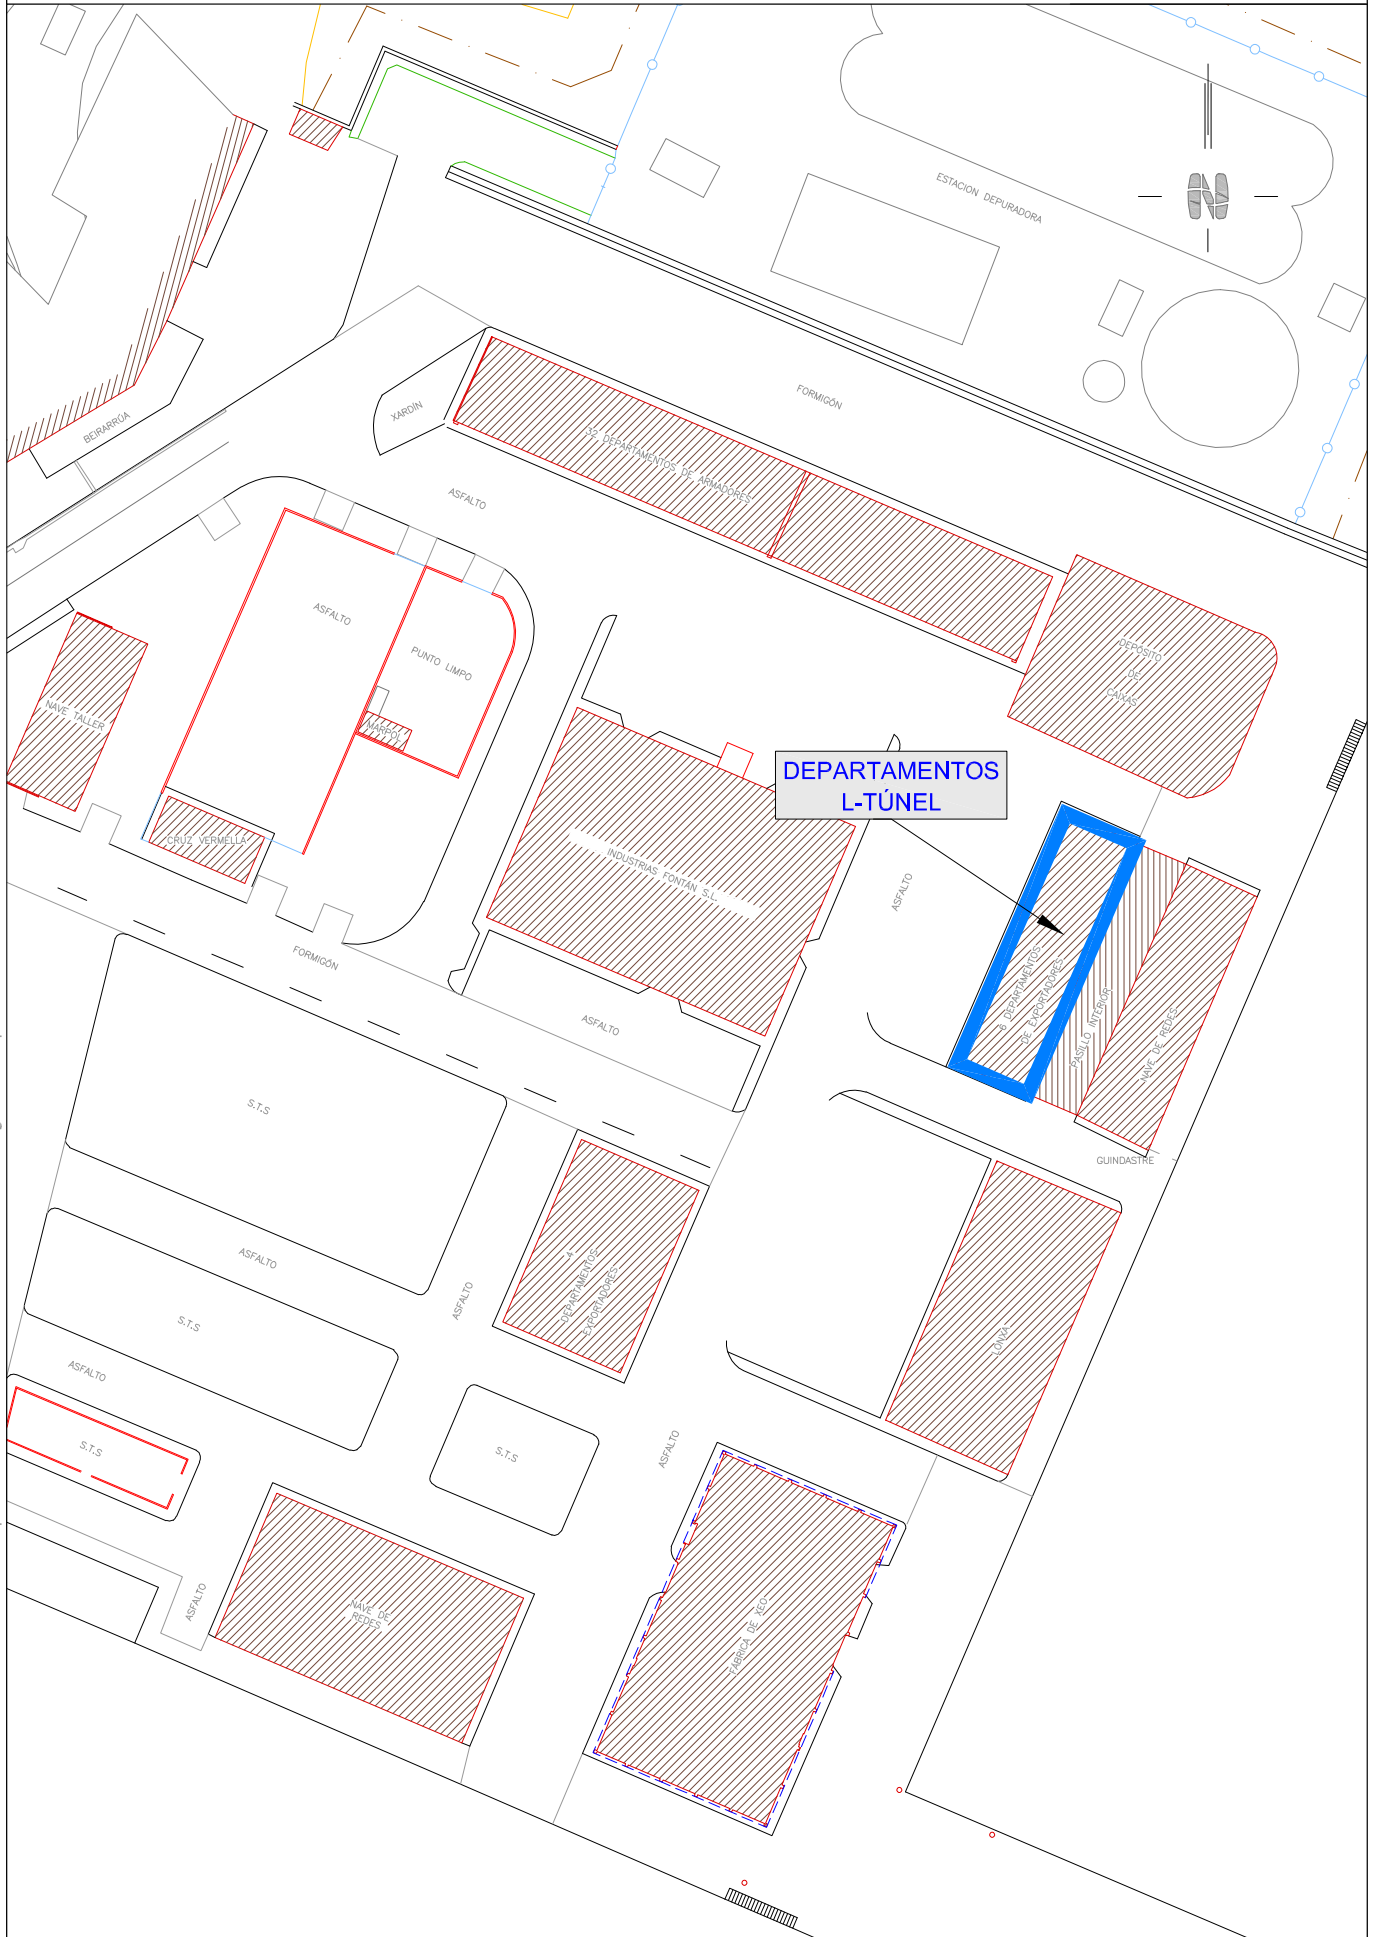 ESTACION DEPURADORA
N
FORMIGÓN
XARDÍN
BEIRARRÚA
32 DEPARTAMENTOS DE ARMADORES
ASFALTO
ASFALTO
PUNTO LIMPO
DEPÓSITO
DE
CAIXAS
NAVE TALLER
MARPOL
DEPARTAMENTOS
L-TÚNEL
CRUZ VERMELLA
INDUSTRIAS FONTÁN S.L.
ASFALTO
FORMIGÓN
6 DEPARTAMENTOS
DE EXPORTADORES
PASILLO INTERIOR
NAVE DE REDES
ASFALTO
S.T.S
GUINDASTRE
ASFALTO
4
DEPARTAMENTOS
EXPORTADORES
ASFALTO
S.T.S
LONXA
ASFALTO
S.T.S
S.T.S
ASFALTO
ASFALTO
NAVE DE
REDES
FÁBRICA DE XEO